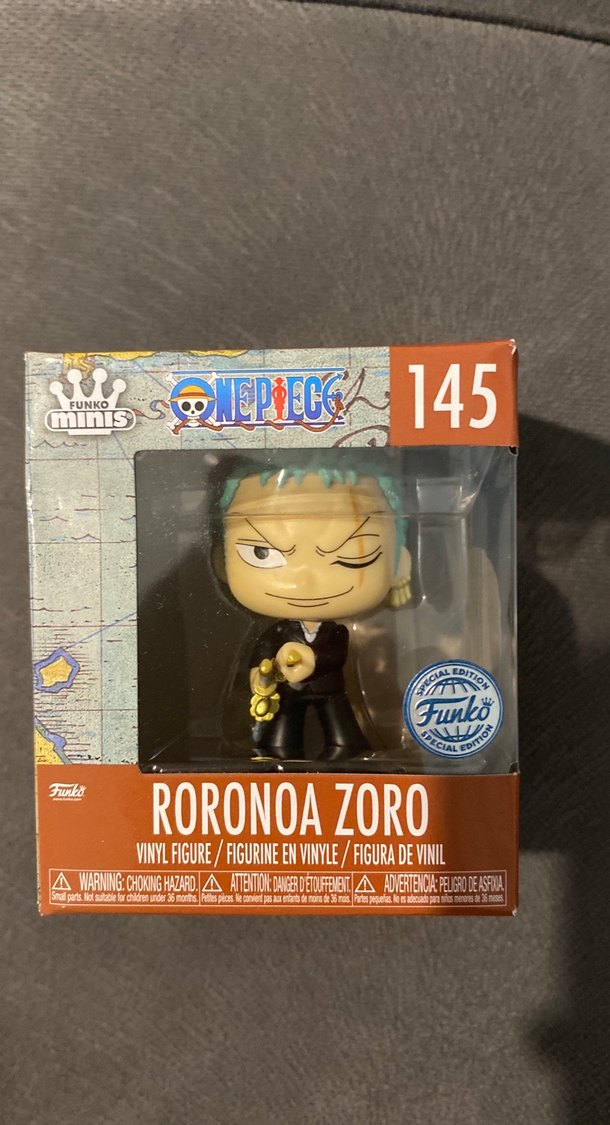 FUNKO
minis
ONE PIECE
145
SPECIAL EDITION
Funko
SPECIAL EDITION
Funko
www.funko.com
RORONOA ZORO
VINYL FIGURE / FIGURINE EN VINYLE / FIGURA DE VINIL
WARNING: CHOKING HAZARD.
Small parts. Not suitable for children under 36 months.
ATTENTION: DANGER D'ÉTOUFFEMENT.
Petites pièces. Ne convient pas aux enfants de moins de 36 mois.
ADVERTENCIA: PELIGRO DE ASFIXIA.
Partes pequeñas. No es adecuado para niños menores de 36 meses.